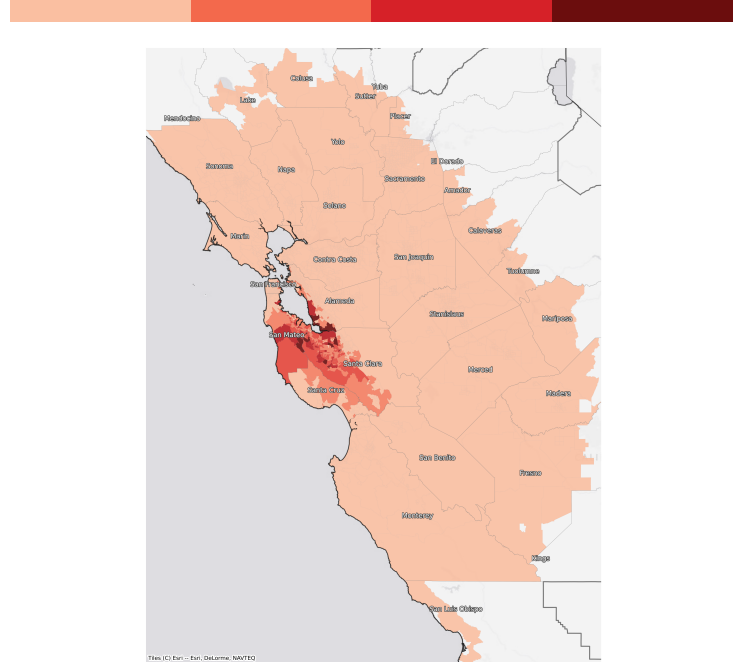 Colusa
Yuba
Sutter
Lake
Placer
Mendocino
Yolo
El Dorado
Sonoma
Napa
Sacramento
Amador
Solano
Calaveras
Marin
Contra Costa
San Joaquin
Tuolumne
San Francisco
Alameda
Stanislaus
Mariposa
San Mateo
Santa Clara
Merced
Santa Cruz
Madera
San Benito
Fresno
Monterey
Kings
San Luis Obispo
Tiles (C) Esri -- Esri, DeLorme, NAVTEQ